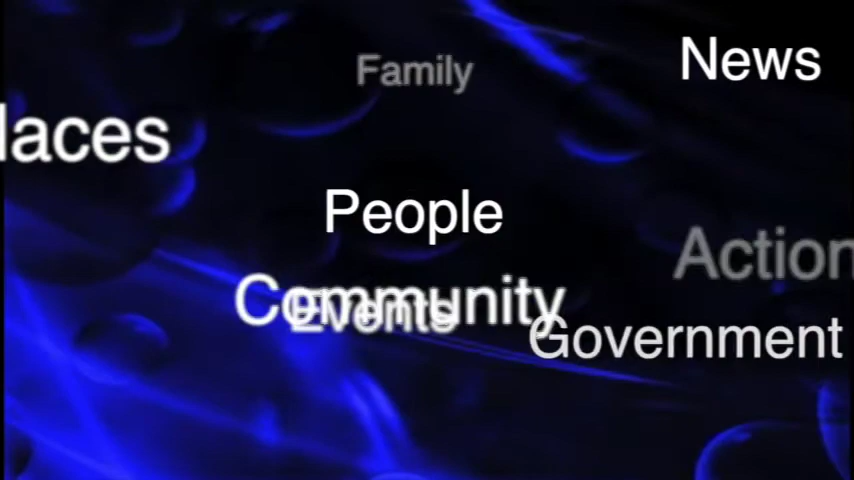 News
Family
laces
People
Action
Community
Events
Government